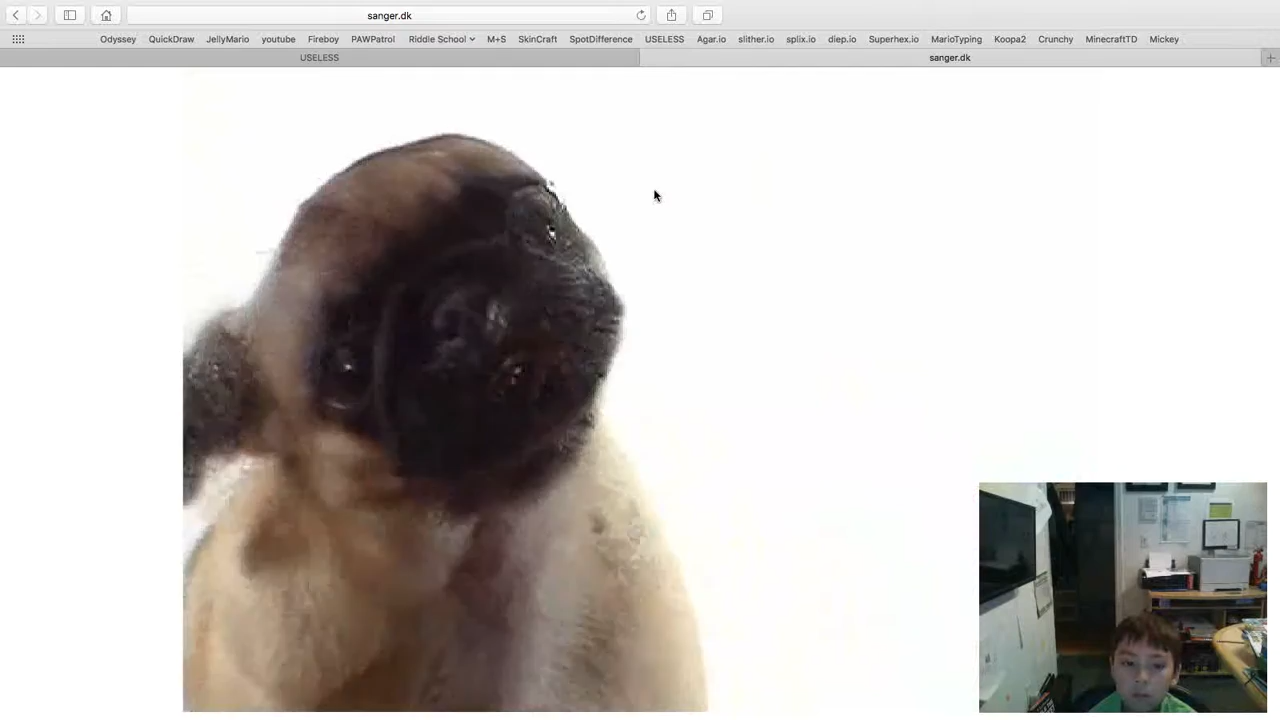 sanger.dk
Odyssey QuickDraw JellyMario youtube Fireboy PAWPatrol Riddle School M+S SkinCraft SpotDifference USELESS Agar.io slither.io splix.io diep.io Superhex.io MarioTyping Koopa2 Crunchy MinecraftTD Mickey
USELESS sanger.dk